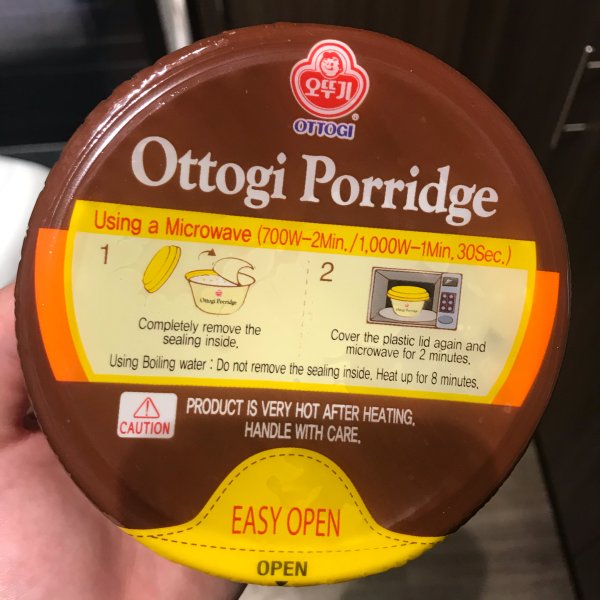 오뚜기
OTTOGI
Ottogi Porridge
Using a Microwave (700W-2Min./1,000W-1Min. 30Sec.)
1
Ottogi Porridge
Completely remove the
sealing inside.
2
Cover the plastic lid again and
microwave for 2 minutes.
Using Boiling water : Do not remove the sealing inside. Heat up for 8 minutes.
CAUTION
PRODUCT IS VERY HOT AFTER HEATING.
HANDLE WITH CARE.
EASY OPEN
OPEN